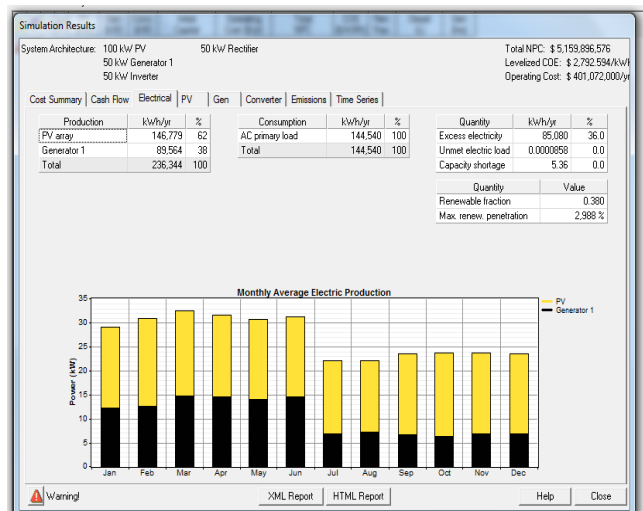 Simulation Results
System Architecture: 100 kW PV 50 kW Rectifier
50 kW Generator 1
50 kW Inverter
Total NPC: $ 5,159,896,576
Levelized COE: $ 2,792.594/kWh
Operating Cost: $ 401,072,000/yr
Cost Summary Cash Flow Electrical PV Gen Converter Emissions Time Series
Production kWh/yr %
PV array 146,779 62
Generator 1 89,564 38
Total 236,344 100
Consumption kWh/yr %
AC primary load 144,540 100
Total 144,540 100
Quantity kWh/yr %
Excess electricity 85,080 36.0
Unmet electric load 0.0000858 0.0
Capacity shortage 5.36 0.0
Quantity Value
Renewable fraction 0.380
Max. renew. penetration 2,988 %
Monthly Average Electric Production
PV
Generator 1
Power (kW)
35
30
25
20
15
10
5
0
Jan Feb Mar Apr May Jun Jul Aug Sep Oct Nov Dec
Warning!
XML Report HTML Report Help Close